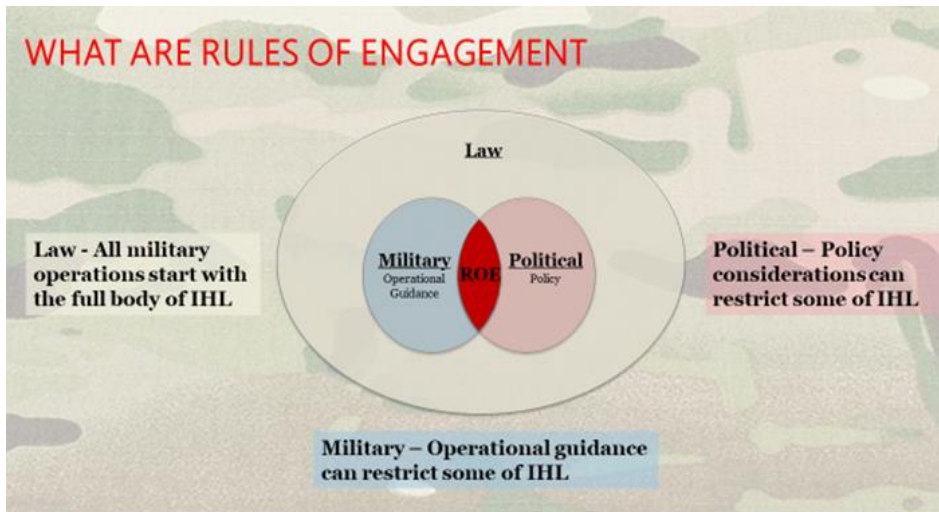 WHAT ARE RULES OF ENGAGEMENT
Law
Military
Operational
Guidance
ROE
Political
Policy
Law - All military
operations start with
the full body of IHL
Political – Policy
considerations can
restrict some of IHL
Military – Operational guidance
can restrict some of IHL